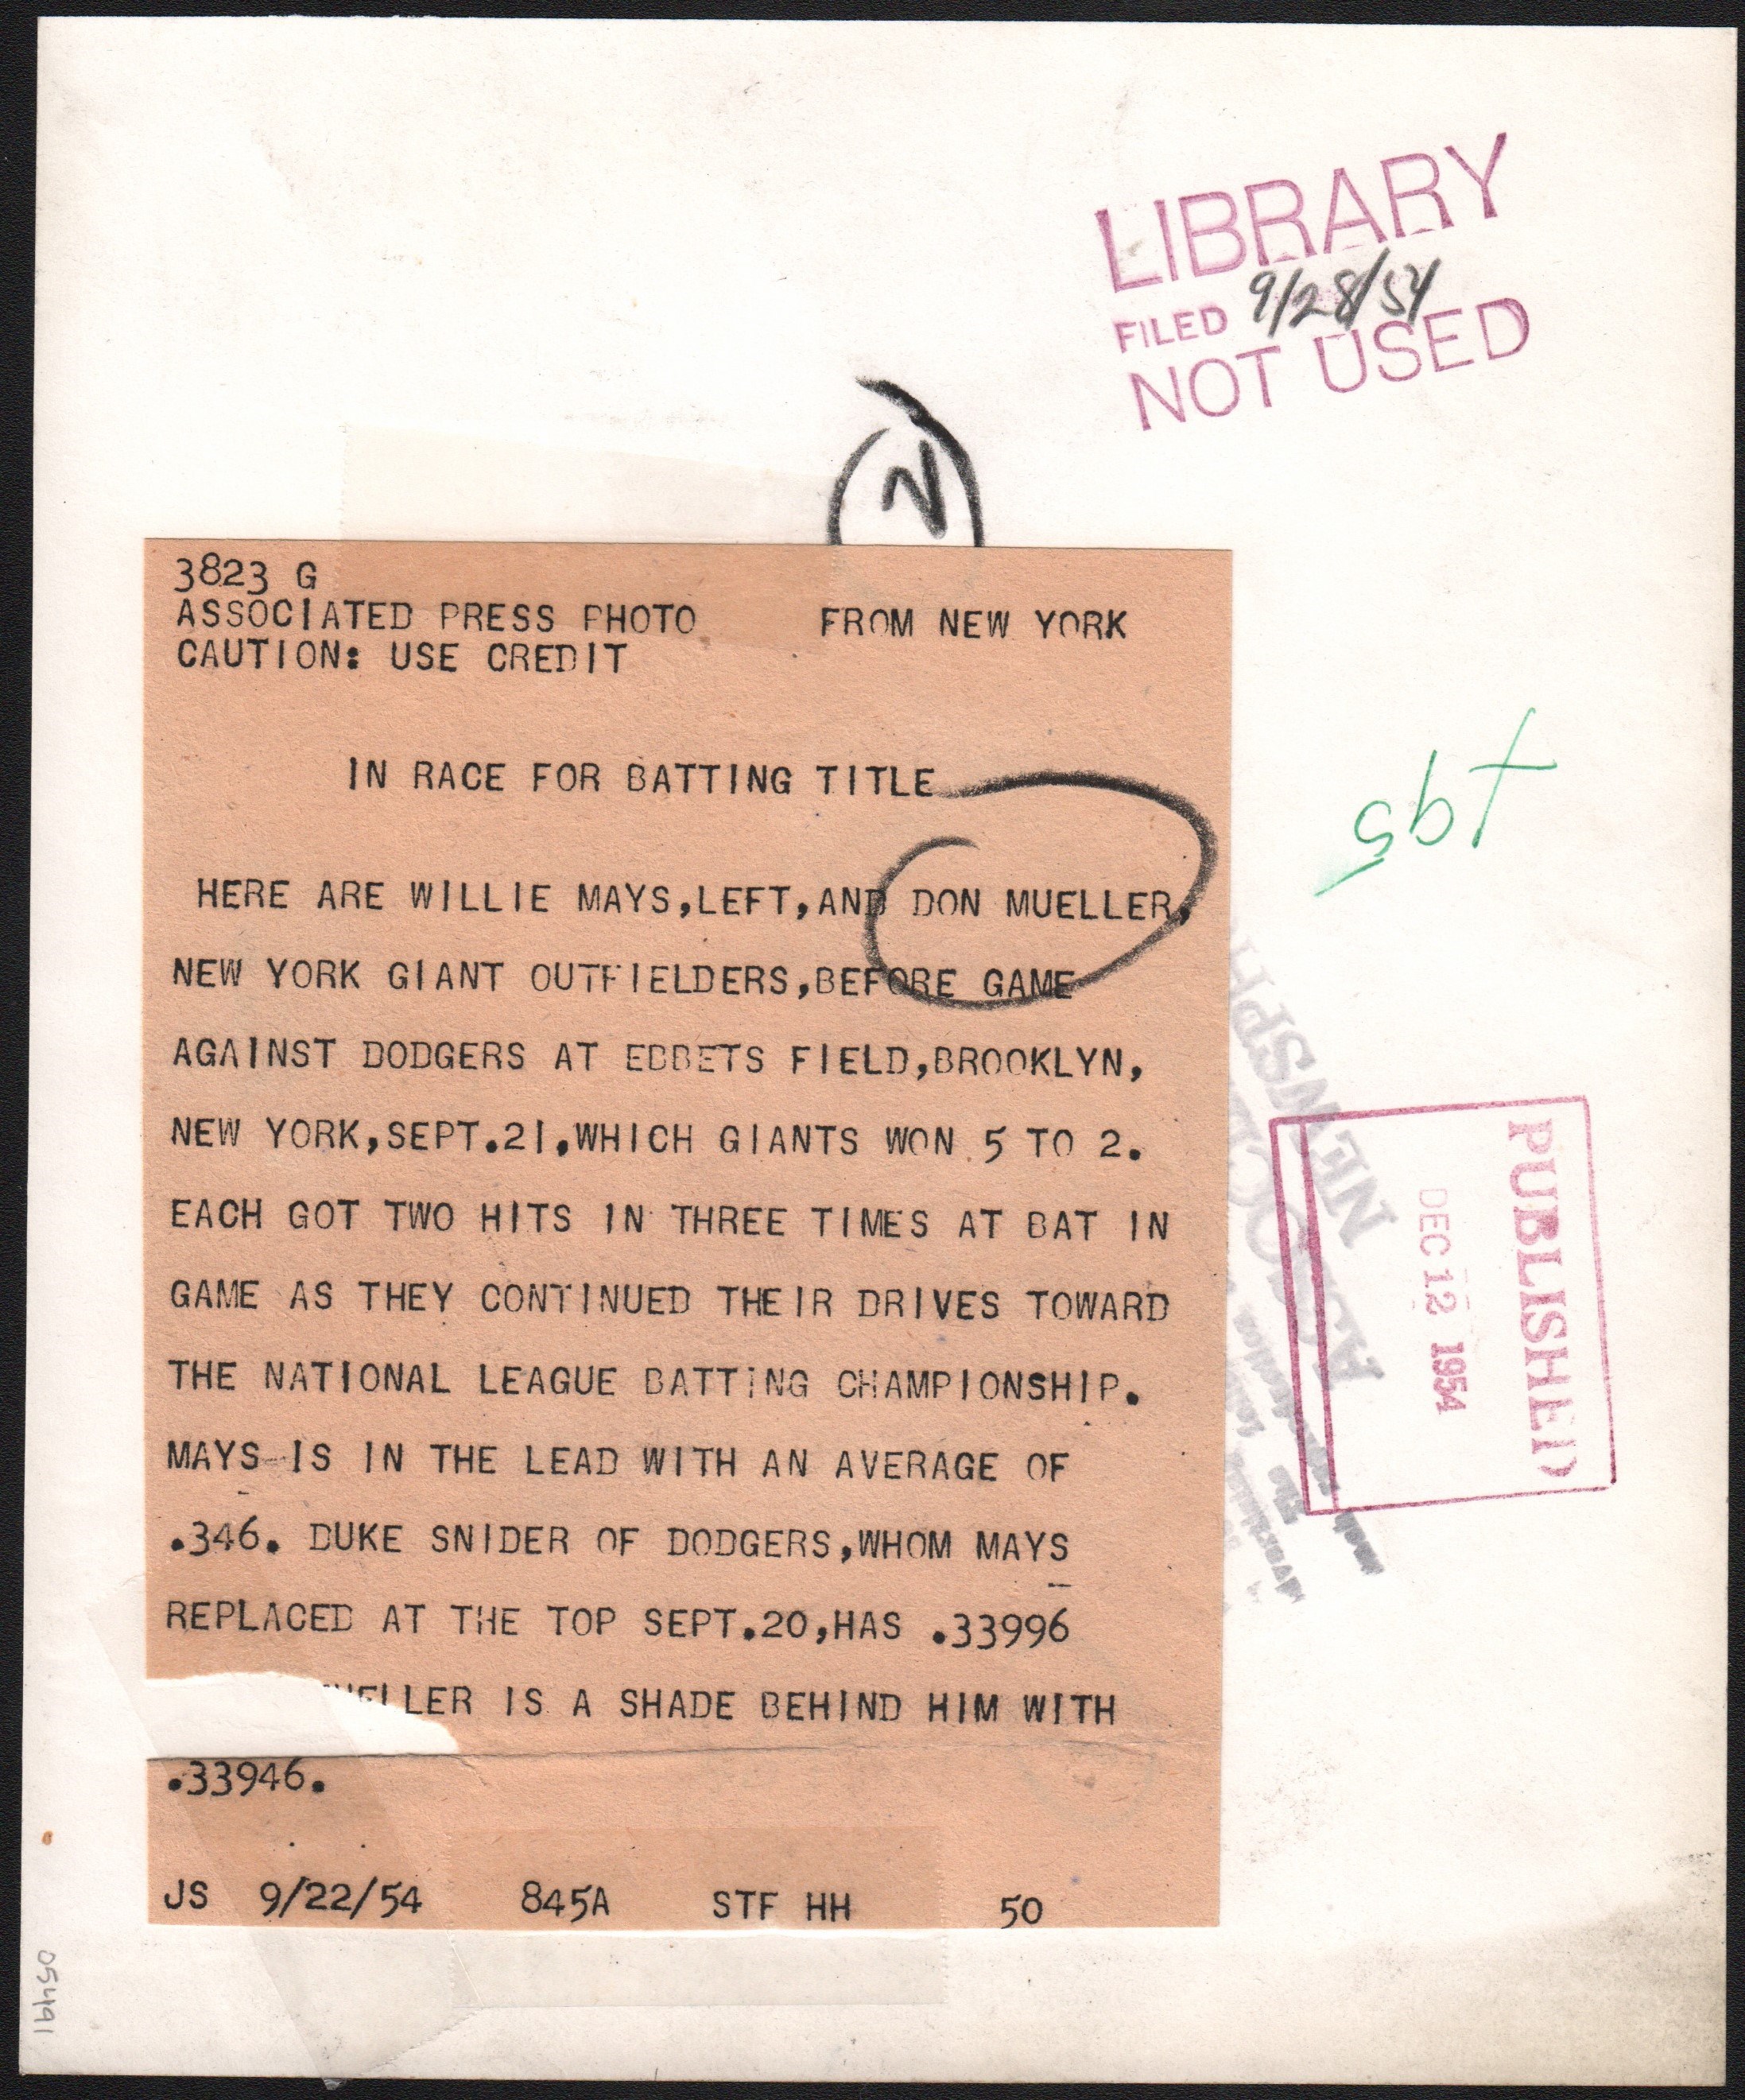 LIBRARY
FILED 9/28/54
NOT USED
N
3823 G
ASSOCIATED PRESS PHOTO FROM NEW YORK
CAUTION: USE CREDIT
IN RACE FOR BATTING TITLE
HERE ARE WILLIE MAYS,LEFT,AND DON MUELLER,
NEW YORK GIANT OUTFIELDERS,BEFORE GAME
AGAINST DODGERS AT EBBETS FIELD,BROOKLYN,
NEW YORK,SEPT.21,WHICH GIANTS WON 5 TO 2.
EACH GOT TWO HITS IN THREE TIMES AT BAT IN
GAME AS THEY CONTINUED THEIR DRIVES TOWARD
THE NATIONAL LEAGUE BATTING CHAMPIONSHIP.
MAYS IS IN THE LEAD WITH AN AVERAGE OF
.346. DUKE SNIDER OF DODGERS,WHOM MAYS
REPLACED AT THE TOP SEPT.20,HAS .33996
MUELLER IS A SHADE BEHIND HIM WITH
.33946.
JS 9/22/54 845A STF HH 50
PUBLISHED
DEC 12 1954
05491